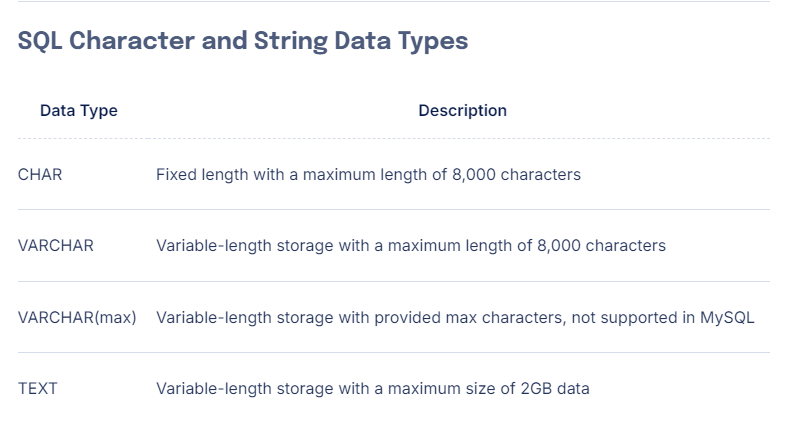 SQL Character and String Data Types
Data Type Description
CHAR Fixed length with a maximum length of 8,000 characters
VARCHAR Variable-length storage with a maximum length of 8,000 characters
VARCHAR(max) Variable-length storage with provided max characters, not supported in MySQL
TEXT Variable-length storage with a maximum size of 2GB data